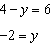 4 − y = 6
−2 = y